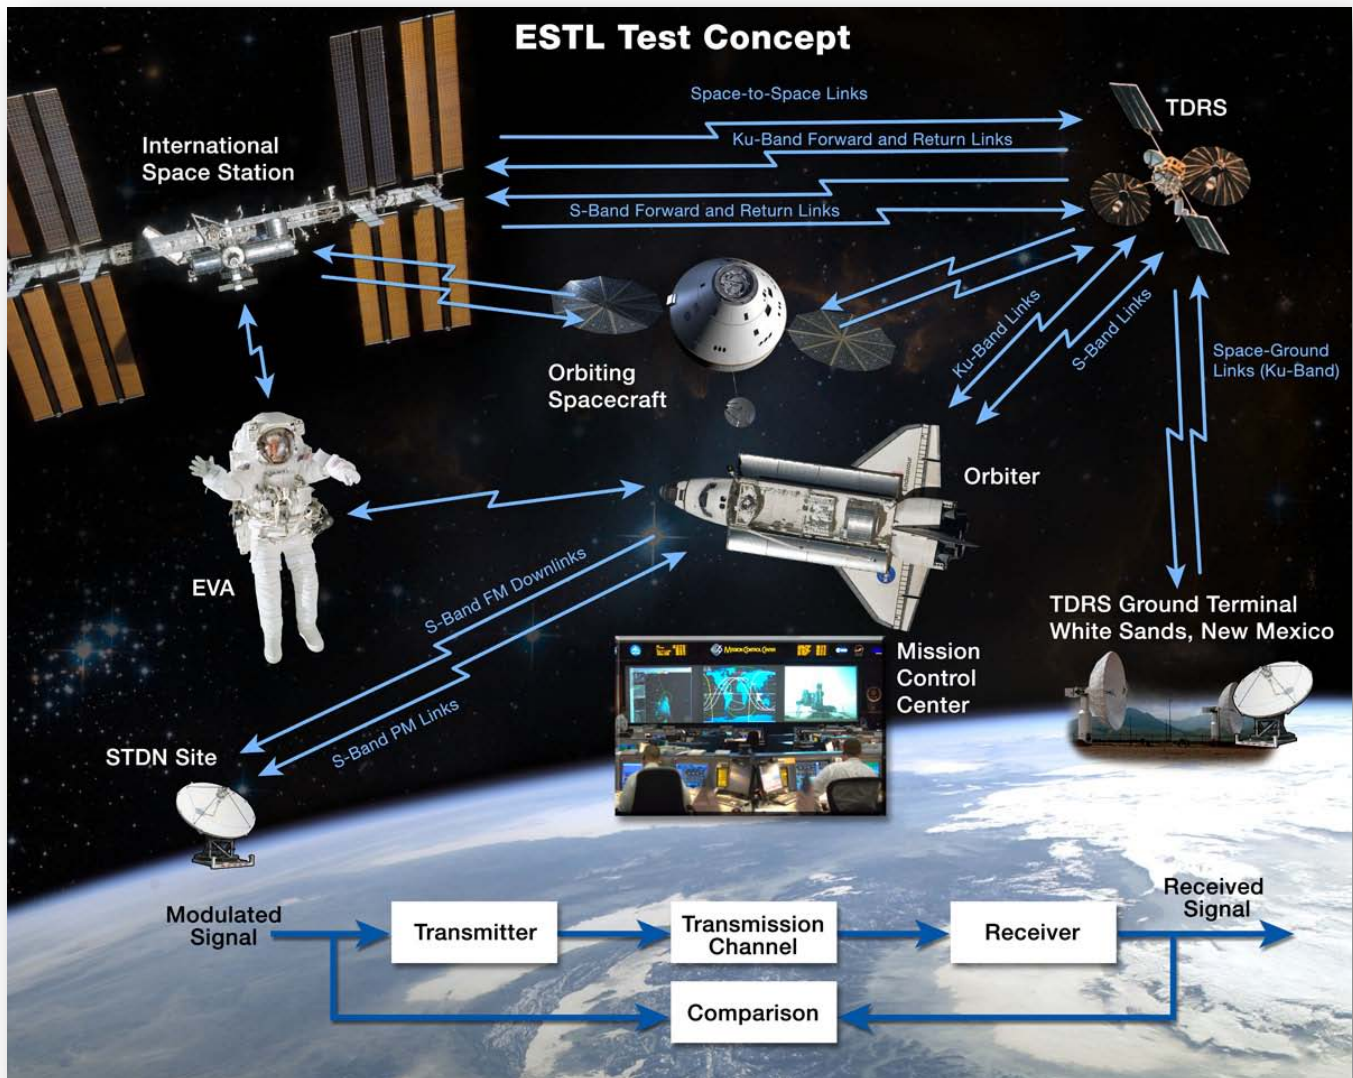 ESTL Test Concept
Space-to-Space Links
TDRS
International
Space Station
Ku-Band Forward and Return Links
S-Band Forward and Return Links
Ku-Band Links
S-Band Links
Space-Ground
Links (Ku-Band)
Orbiting
Spacecraft
Orbiter
EVA
S-Band FM Downlinks
S-Band PM Links
TDRS Ground Terminal
White Sands, New Mexico
Mission
Control
Center
MISSION CONTROL CENTER
STDN Site
Modulated
Signal
Transmitter
Transmission
Channel
Receiver
Received
Signal
Comparison